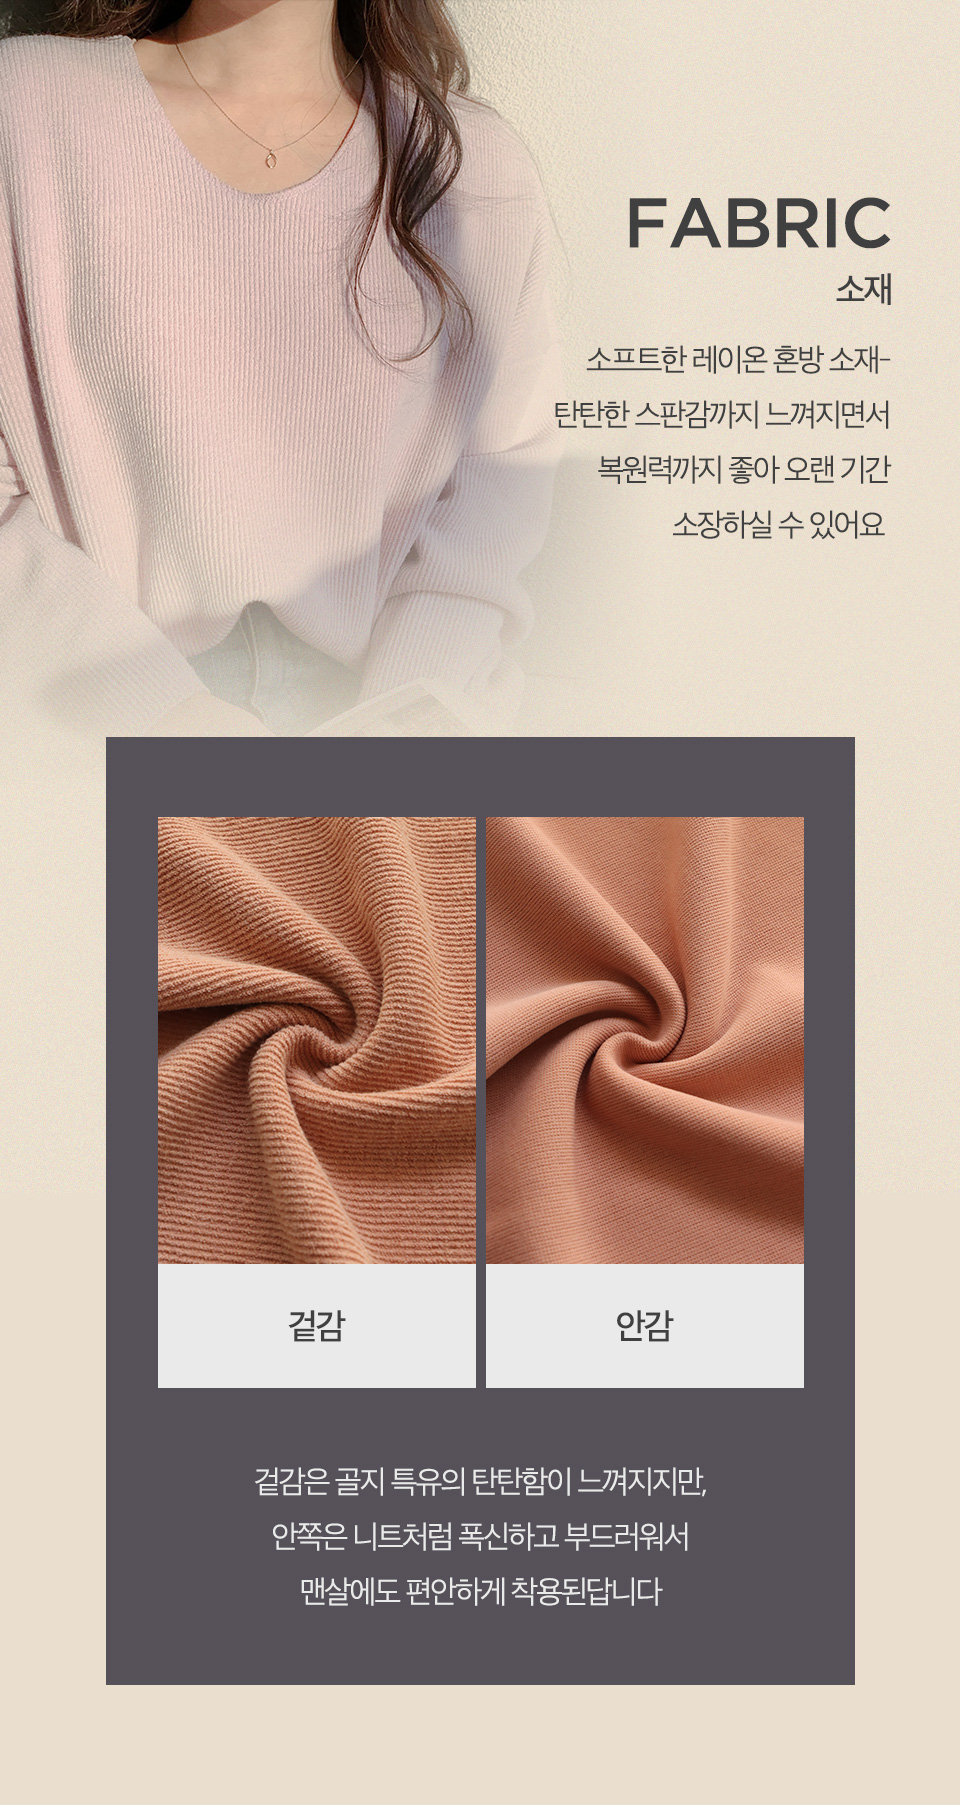 FABRIC
소재
소프트한 레이온 혼방 소재-
탄탄한 스판감까지 느껴지면서
복원력까지 좋아 오랜 기간
소장하실 수 있어요
겉감
안감
겉감은 골지 특유의 탄탄함이 느껴지지만,
안쪽은 니트처럼 폭신하고 부드러워서
맨살에도 편안하게 착용된답니다